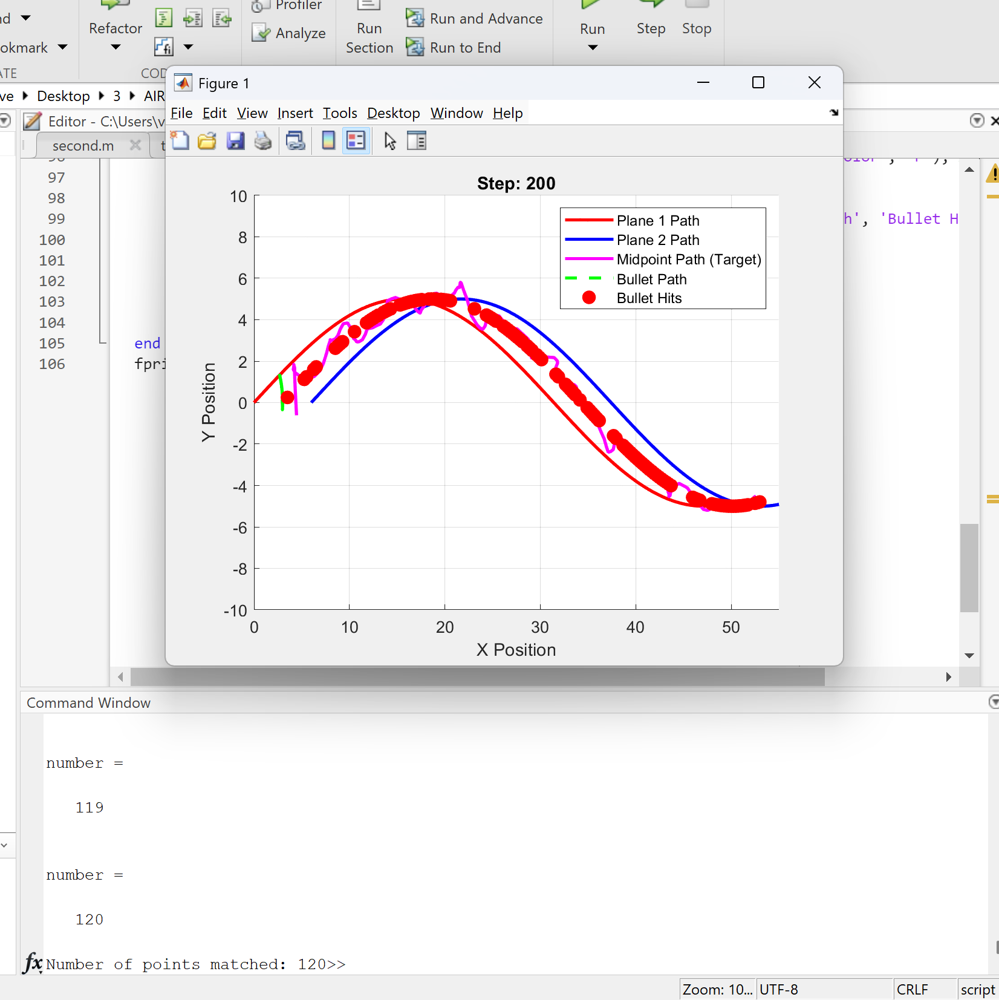 Profiler
nd
Refactor
Run and Advance
Run
Section
Run
Step
Stop
Analyze
okmark
fi
Run to End
ATE
COD
Figure 1
ve
Desktop
3
AIR
File Edit View Insert Tools Desktop Window Help
Editor - C:\Users\v
second.m
t
97
98
99
h', 'Bullet H
100
101
102
103
104
105
end
106
fpri
Step: 200
Plane 1 Path
Plane 2 Path
Midpoint Path (Target)
Bullet Path
Bullet Hits
10
8
6
4
2
0
-2
-4
-6
-8
-10
Y Position
0 10 20 30 40 50
X Position
Command Window
number =
119
number =
120
fx
Number of points matched: 120>>
Zoom: 10... UTF-8 CRLF script